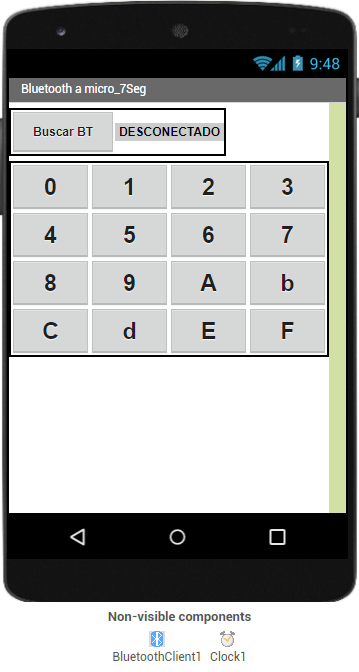 9:48
Bluetooth a micro_7Seg
Buscar BT DESCONECTADO
0 1 2 3
4 5 6 7
8 9 A b
C d E F
Non-visible components
BluetoothClient1 Clock1